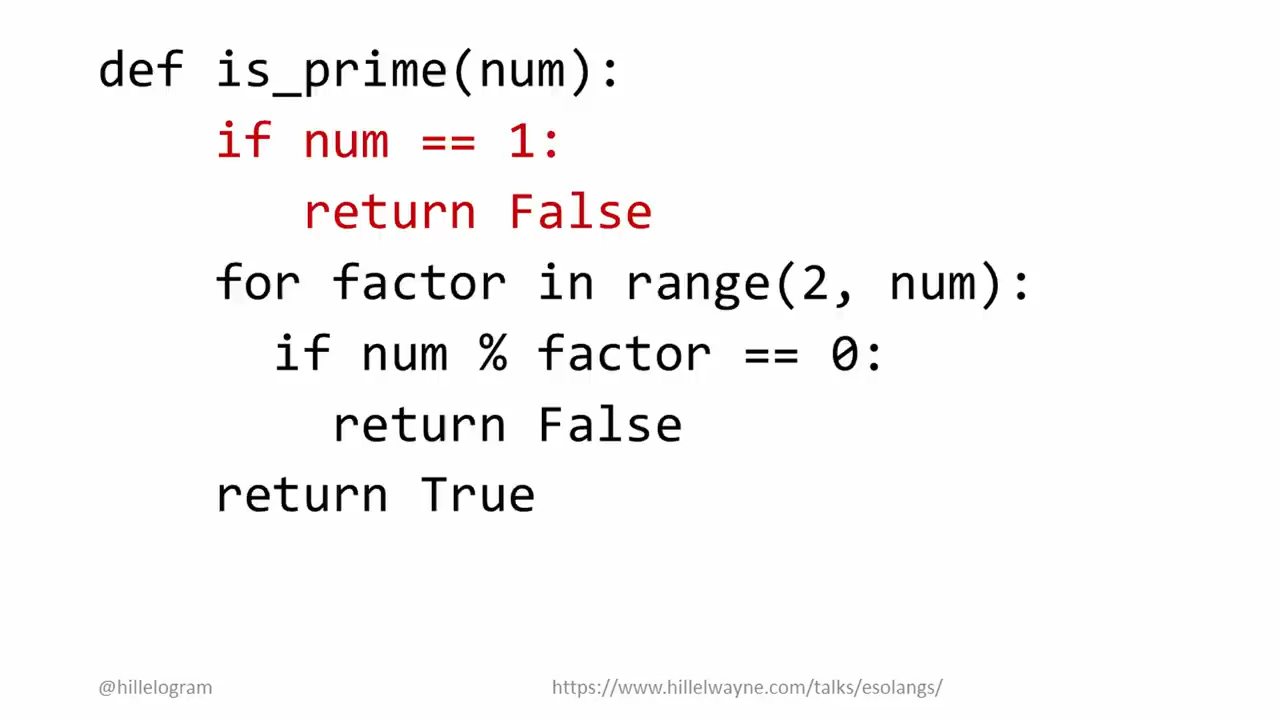 def is_prime(num):
    if num == 1:
       return False
    for factor in range(2, num):
      if num % factor == 0:
        return False
    return True
@hillelogram
https://www.hillelwayne.com/talks/esolangs/